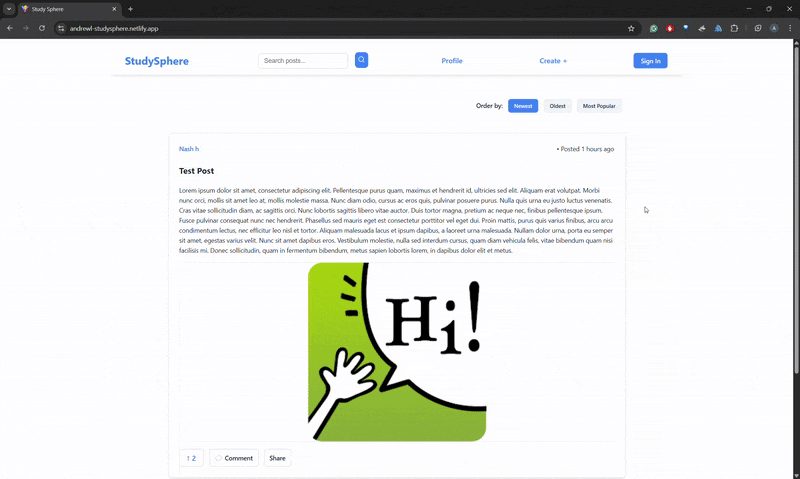 Study Sphere
andrewl-studysphere.netlify.app
StudySphere
Search posts...
Profile
Create +
Sign In
Order by:
Newest
Oldest
Most Popular
Nash h
• Posted 1 hours ago
Test Post
Lorem ipsum dolor sit amet, consectetur adipiscing elit. Pellentesque purus quam, maximus et hendrerit id, ultricies sed elit. Aliquam erat volutpat. Morbi
nunc orci, mollis sit amet leo at, mollis molestie massa. Nunc diam odio, cursus ac eros quis, pulvinar posuere purus. Nulla quis urna eu justo luctus venenatis.
Cras vitae sollicitudin diam, ac sagittis orci. Nunc lobortis sagittis libero vitae auctor. Duis tortor magna, pretium ac neque nec, finibus pellentesque ipsum.
Fusce pulvinar consequat nunc nec hendrerit. Phasellus sed mauris eget est consectetur porttitor vel eget dui. Proin mattis, purus quis varius finibus, arcu arcu
condimentum lectus, nec efficitur leo nisl et tortor. Aliquam malesuada lacus et ipsum dapibus, a laoreet urna malesuada. Nullam dolor urna, porta eu semper
sit amet, egestas varius velit. Nunc sit amet dapibus eros. Vestibulum molestie, nulla sed interdum cursus, quam diam vehicula felis, vitae bibendum quam nisi
facilisis mi. Donec sollicitudin, quam in fermentum bibendum, metus sapien lobortis lorem, in dapibus dolor elit et metus.
Hi!
↑ 2
Comment
Share